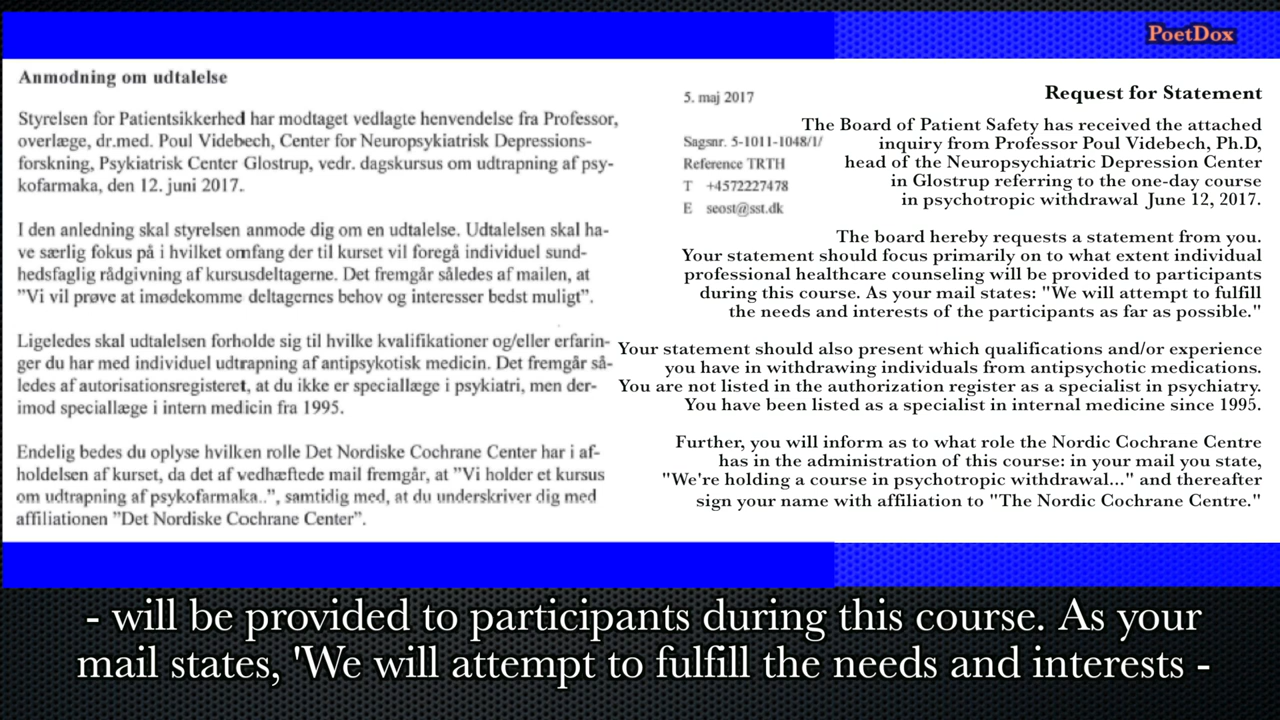 PoetDox
Anmodning om udtalelse
Styrelsen for Patientsikkerhed har modtaget vedlagte henvendelse fra Professor,
overlæge, dr.med. Poul Videbech, Center for Neuropsykiatrisk Depressions-
forskning, Psykiatrisk Center Glostrup, vedr. dagskursus om udtrapning af psy-
kofarmaka, den 12. juni 2017.
I den anledning skal styrelsen anmode dig om en udtalelse. Udtalelsen skal ha-
ve særlig fokus på i hvilket omfang der til kurset vil foregå individuel sund-
hedsfaglig rådgivning af kursusdeltagerne. Det fremgår således af mailen, at
”Vi vil prøve at imødekomme deltagernes behov og interesser bedst muligt”.
Ligeledes skal udtalelsen forholde sig til hvilke kvalifikationer og/eller erfarin-
ger du har med individuel udtrapning af antipsykotisk medicin. Det fremgår så-
ledes af autorisationsregisteret, at du ikke er speciallæge i psykiatri, men der-
imod speciallæge i intern medicin fra 1995.
Endelig bedes du oplyse hvilken rolle Det Nordiske Cochrane Center har i af-
holdelsen af kurset, da det af vedhæftede mail fremgår, at ”Vi holder et kursus
om udtrapning af psykofarmaka..”, samtidig med, at du underskriver dig med
affiliationen ”Det Nordiske Cochrane Center”.
5. maj 2017
Sagsnr. 5-1011-1048/1/
Reference TRTH
T +4572227478
E seost@sst.dk
Request for Statement
The Board of Patient Safety has received the attached
inquiry from Professor Poul Videbech, Ph.D,
head of the Neuropsychiatric Depression Center
in Glostrup referring to the one-day course
in psychotropic withdrawal June 12, 2017.
The board hereby requests a statement from you.
Your statement should focus primarily on to what extent individual
professional healthcare counseling will be provided to participants
during this course. As your mail states: "We will attempt to fulfill
the needs and interests of the participants as far as possible."
Your statement should also present which qualifications and/or experience
you have in withdrawing individuals from antipsychotic medications.
You are not listed in the authorization register as a specialist in psychiatry.
You have been listed as a specialist in internal medicine since 1995.
Further, you will inform as to what role the Nordic Cochrane Centre
has in the administration of this course: in your mail you state,
"We're holding a course in psychotropic withdrawal..." and thereafter
sign your name with affiliation to "The Nordic Cochrane Centre."
- will be provided to participants during this course. As your
mail states, 'We will attempt to fulfill the needs and interests -